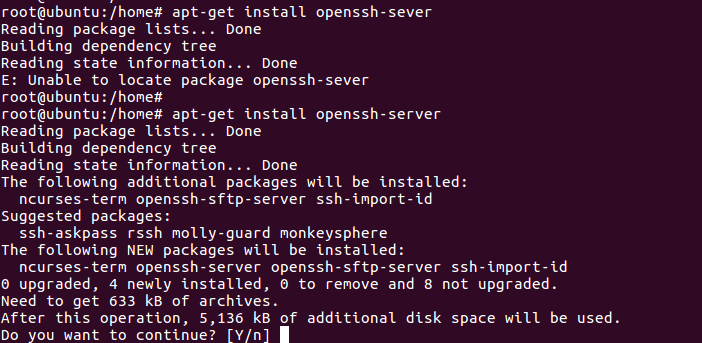 root@ubuntu:/home# apt-get install openssh-sever
Reading package lists... Done
Building dependency tree
Reading state information... Done
E: Unable to locate package openssh-sever
root@ubuntu:/home#
root@ubuntu:/home# apt-get install openssh-server
Reading package lists... Done
Building dependency tree
Reading state information... Done
The following additional packages will be installed:
  ncurses-term openssh-sftp-server ssh-import-id
Suggested packages:
  ssh-askpass rssh molly-guard monkeysphere
The following NEW packages will be installed:
  ncurses-term openssh-server openssh-sftp-server ssh-import-id
0 upgraded, 4 newly installed, 0 to remove and 8 not upgraded.
Need to get 633 kB of archives.
After this operation, 5,136 kB of additional disk space will be used.
Do you want to continue? [Y/n]